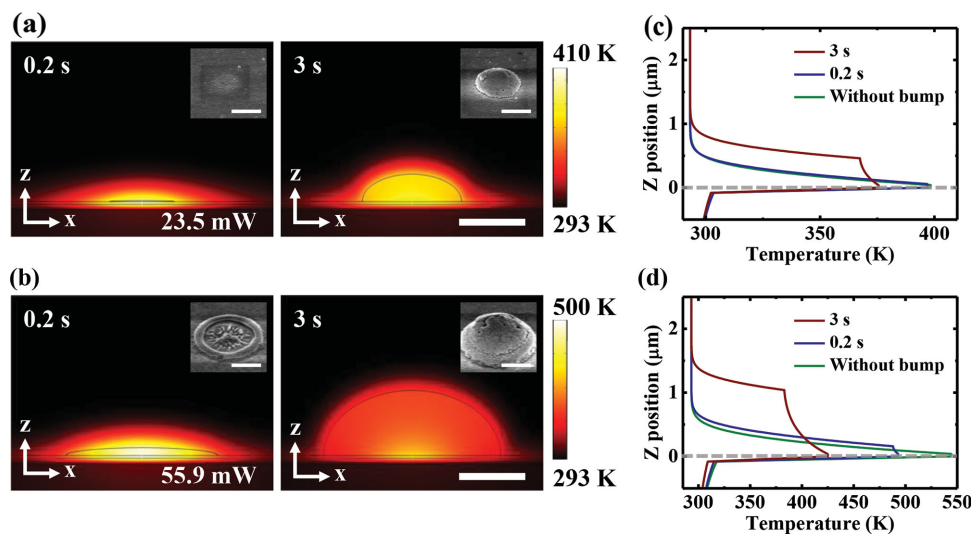 (a)
0.2 s
z
x
23.5 mW
3 s
z
x
410 K
293 K
(b)
0.2 s
z
x
55.9 mW
3 s
z
x
500 K
293 K
(c)
3 s
0.2 s
Without bump
Z position (μm)
2
1
0
300
350
400
Temperature (K)
(d)
3 s
0.2 s
Without bump
Z position (μm)
2
1
0
300
350
400
450
500
550
Temperature (K)